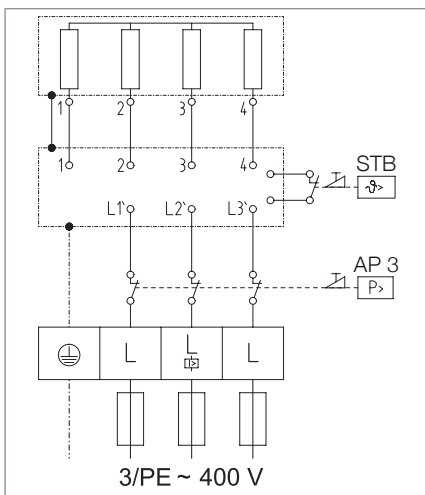 1 2 3 4
1 2 3 4
STB
ϑ>
L1` L2` L3`
AP 3
P>
L L L
3/PE ~ 400 V